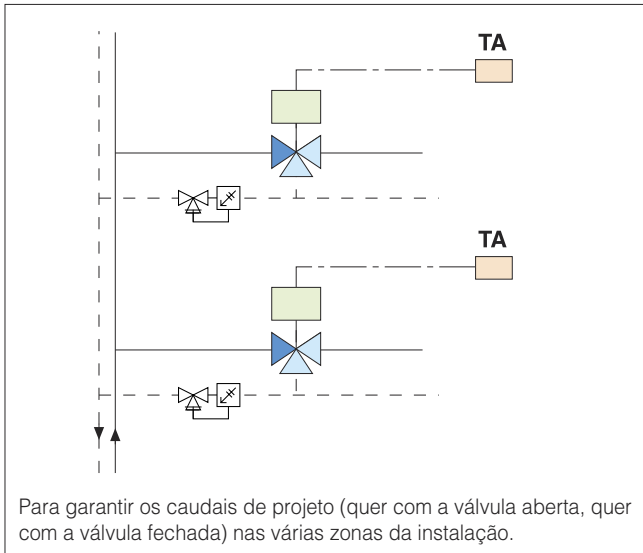 TA
TA
Para garantir os caudais de projeto (quer com a válvula aberta, quer
com a válvula fechada) nas várias zonas da instalação.